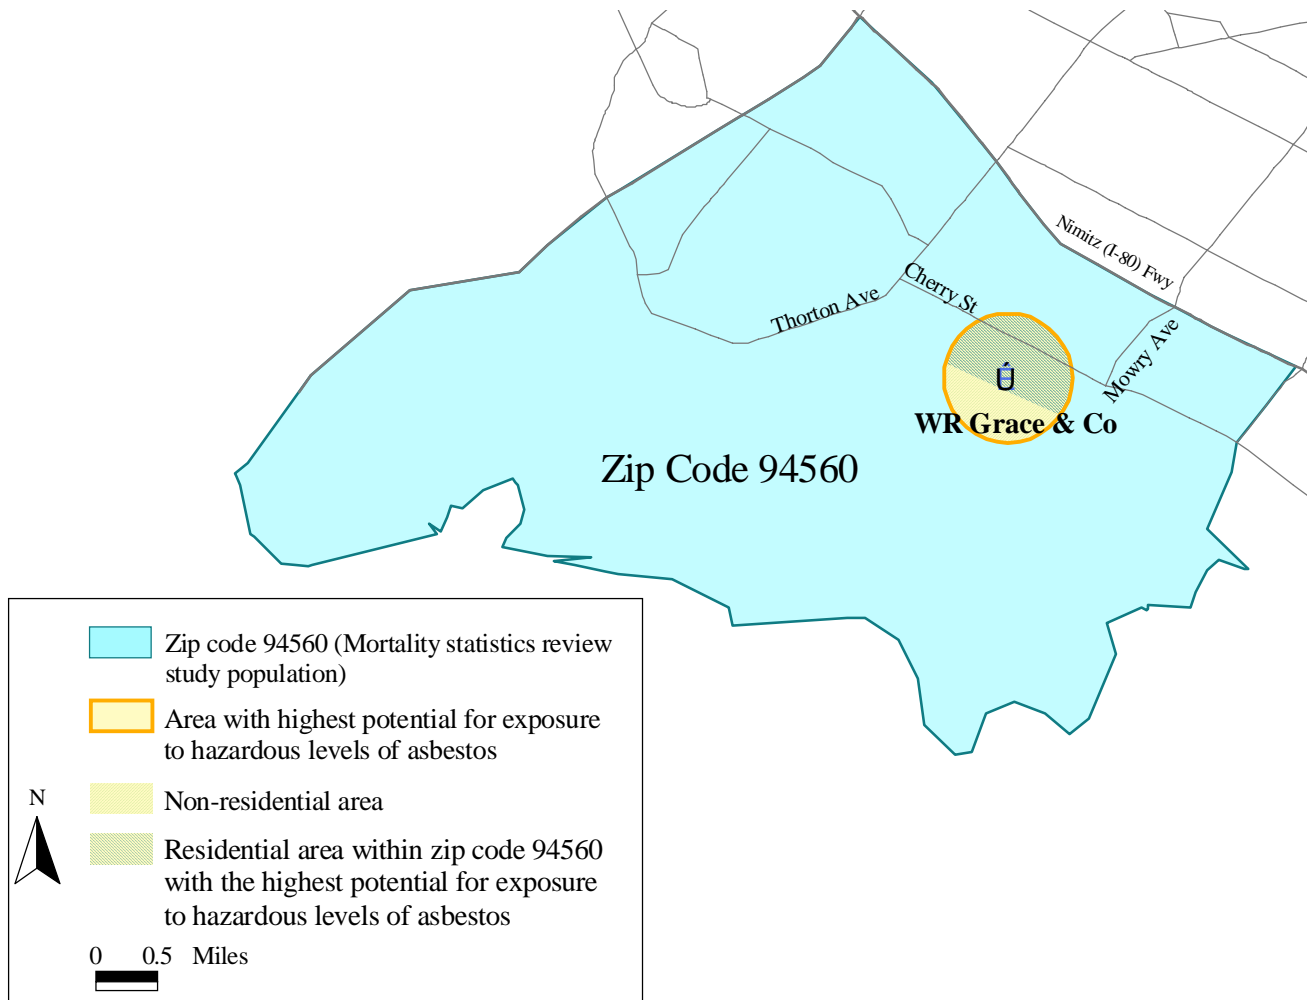 Nimitz (I-80) Fwy
Cherry St
Thorton Ave
Mowry Ave
WR Grace & Co
Zip Code 94560
Zip code 94560 (Mortality statistics review
study population)
Area with highest potential for exposure
to hazardous levels of asbestos
Non-residential area
N
Residential area within zip code 94560
with the highest potential for exposure
to hazardous levels of asbestos
0 0.5 Miles